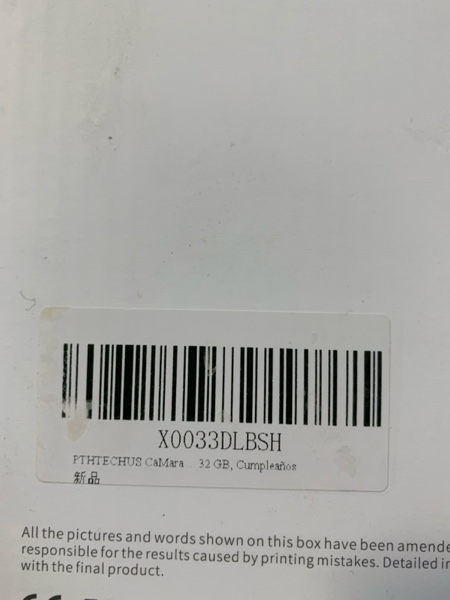 X0033DLBSH
PTHTECHUS CaMara ... 32 GB, Cumpleaños
新品
All the pictures and words shown on this box have been amende
responsible for the results caused by printing mistakes. Detailed in
with the final product.